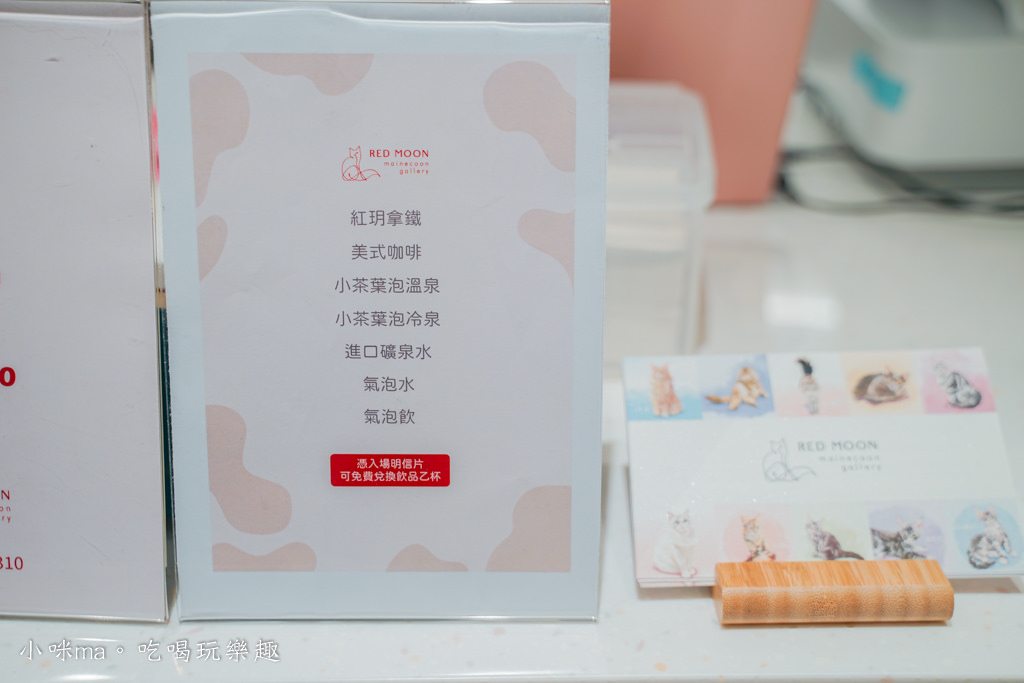 RED MOON
mainecoon
gallery
紅玥拿鐵
美式咖啡
小茶葉泡溫泉
小茶葉泡冷泉
進口礦泉水
氣泡水
氣泡飲
憑入場明信片
可免費兌換飲品乙杯
RED MOON
mainecoon
gallery
小咪ma。吃喝玩樂趣